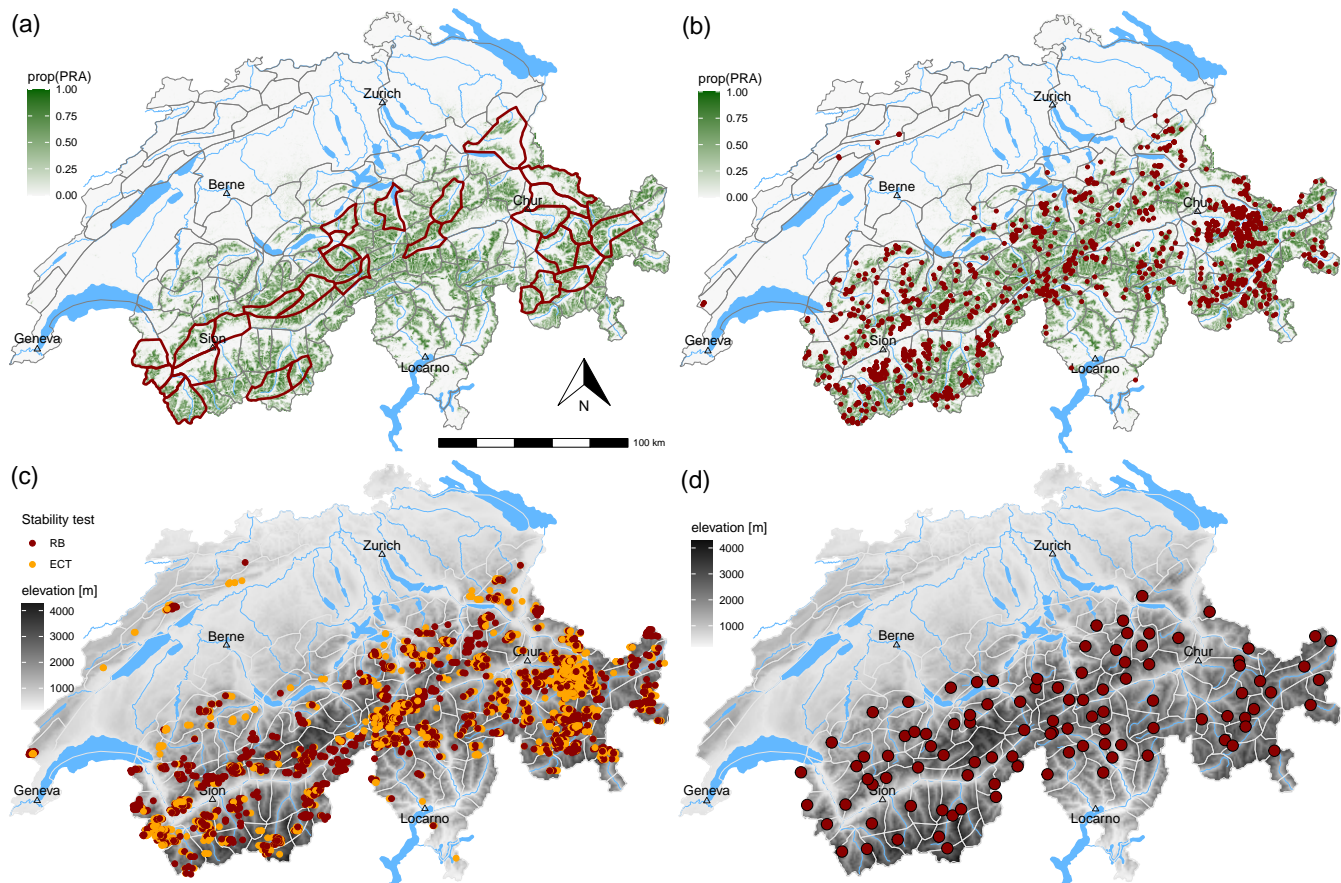 (a)
prop(PRA)
1.00
0.75
0.50
0.25
0.00
Zurich
Berne
Chur
Geneva
Sion
Locarno
N
100 km
(b)
prop(PRA)
1.00
0.75
0.50
0.25
0.00
Zurich
Berne
Chur
Geneva
Sion
Locarno
(c)
Stability test
RB
ECT
elevation [m]
4000
3000
2000
1000
Zurich
Berne
Chur
Geneva
Sion
Locarno
(d)
elevation [m]
4000
3000
2000
1000
Zurich
Berne
Chur
Geneva
Sion
Locarno